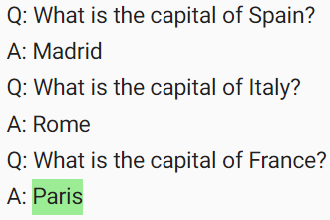 Q: What is the capital of Spain?
A: Madrid
Q: What is the capital of Italy?
A: Rome
Q: What is the capital of France?
A: Paris